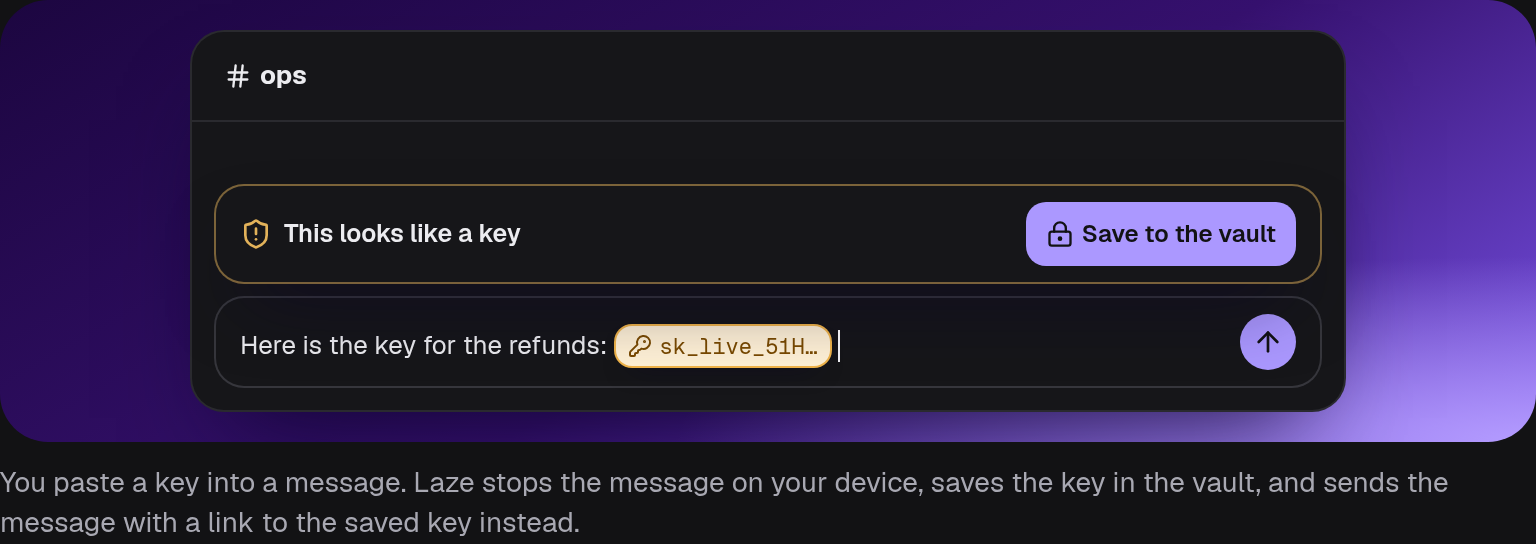 # ops
This looks like a key
Save to the vault
Here is the key for the refunds: sk_live_51H…
You paste a key into a message. Laze stops the message on your device, saves the key in the vault, and sends the
message with a link to the saved key instead.